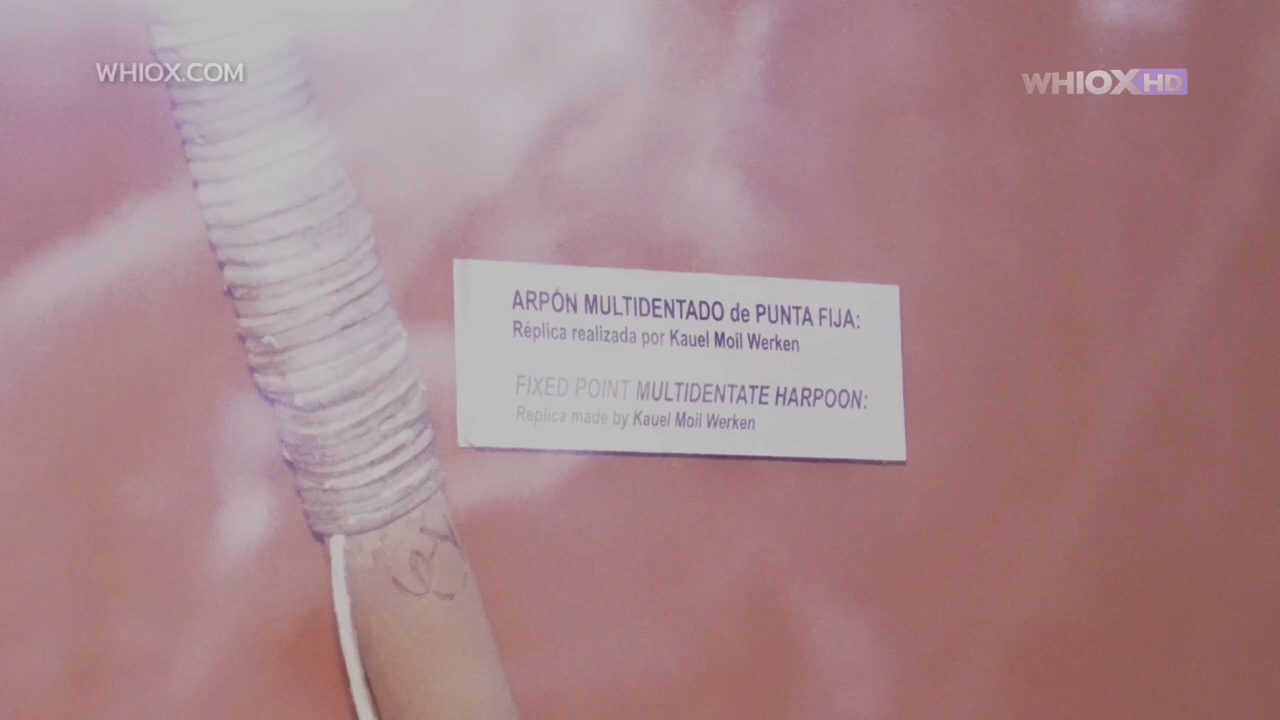 WHIOX.COM
WHIOXHD
ARPÓN MULTIDENTADO de PUNTA FIJA:
Réplica realizada por Kauel Moil Werken
FIXED POINT MULTIDENTATE HARPOON:
Replica made by Kauel Moil Werken